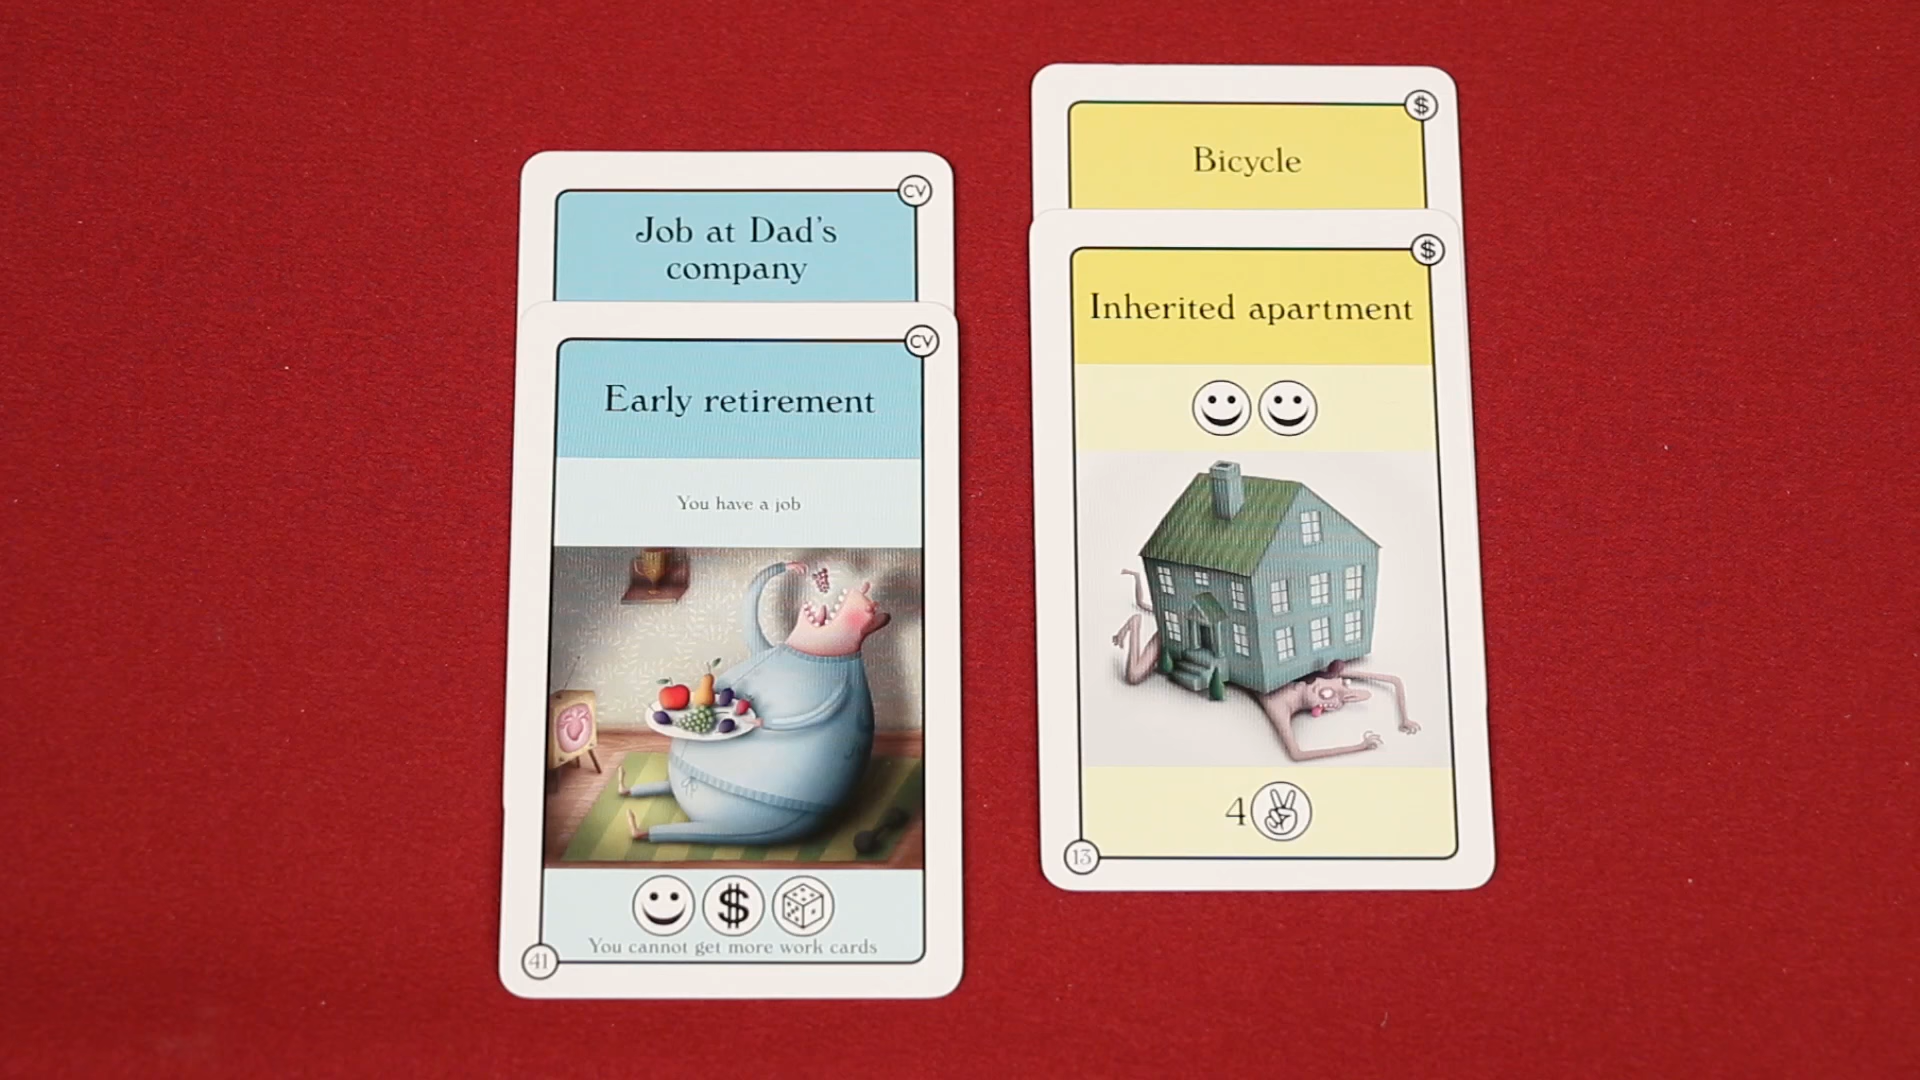 CV
Job at Dad's
company
CV
Early retirement
You have a job
$
You cannot get more work cards
41
$
Bicycle
$
Inherited apartment
4
13